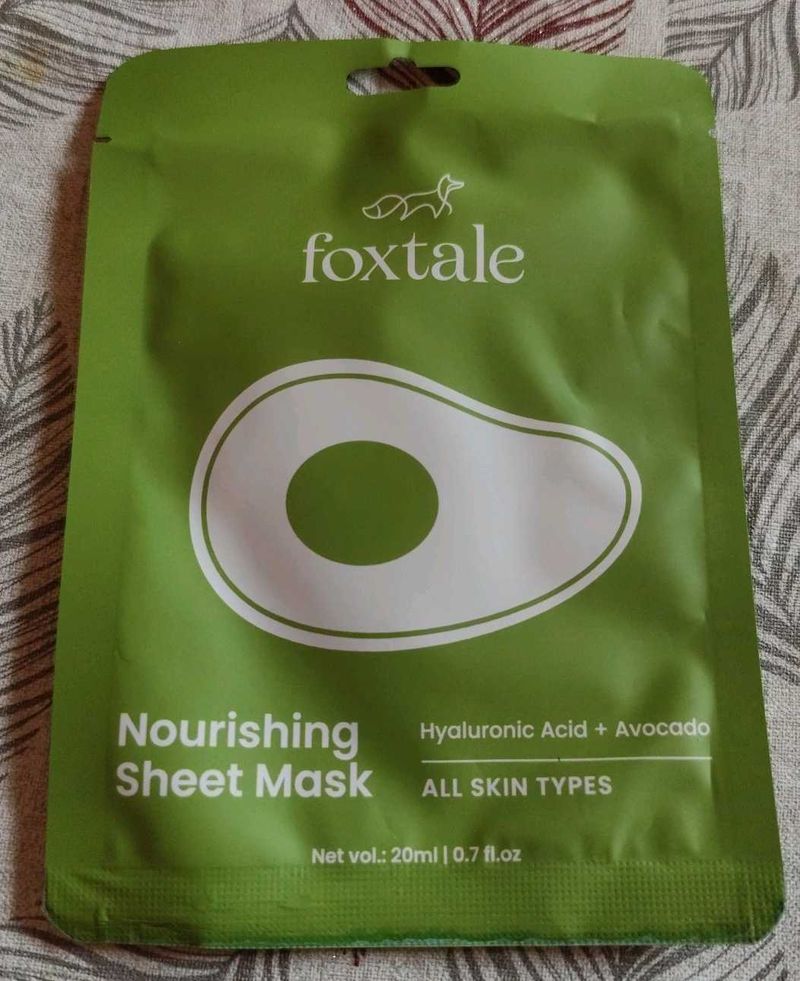 foxtale
Nourishing
Sheet Mask
Hyaluronic Acid + Avocado
ALL SKIN TYPES
Net vol.: 20ml | 0.7 fl.oz